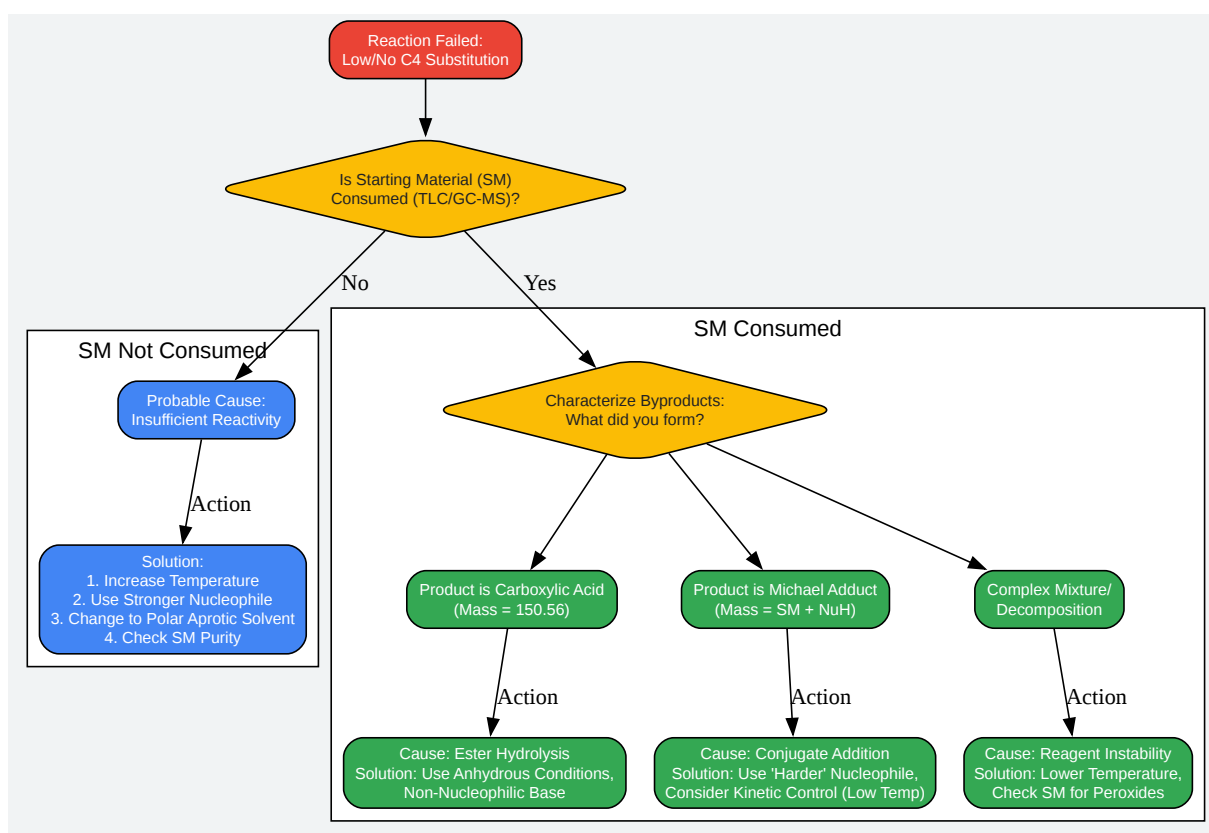 Reaction Failed:
Low/No C4 Substitution
Is Starting Material (SM)
Consumed (TLC/GC-MS)?
No
Yes
SM Not Consumed
Probable Cause:
Insufficient Reactivity
Action
Solution:
1. Increase Temperature
2. Use Stronger Nucleophile
3. Change to Polar Aprotic Solvent
4. Check SM Purity
SM Consumed
Characterize Byproducts:
What did you form?
Product is Carboxylic Acid
(Mass = 150.56)
Product is Michael Adduct
(Mass = SM + NuH)
Complex Mixture/
Decomposition
Action
Action
Action
Cause: Ester Hydrolysis
Solution: Use Anhydrous Conditions,
Non-Nucleophilic Base
Cause: Conjugate Addition
Solution: Use 'Harder' Nucleophile,
Consider Kinetic Control (Low Temp)
Cause: Reagent Instability
Solution: Lower Temperature,
Check SM for Peroxides